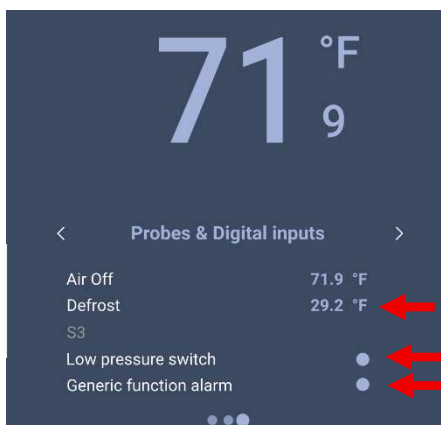 71 °F
9
< Probes & Digital inputs >
Air Off 71.9 °F
Defrost 29.2 °F
S3
Low pressure switch
Generic function alarm